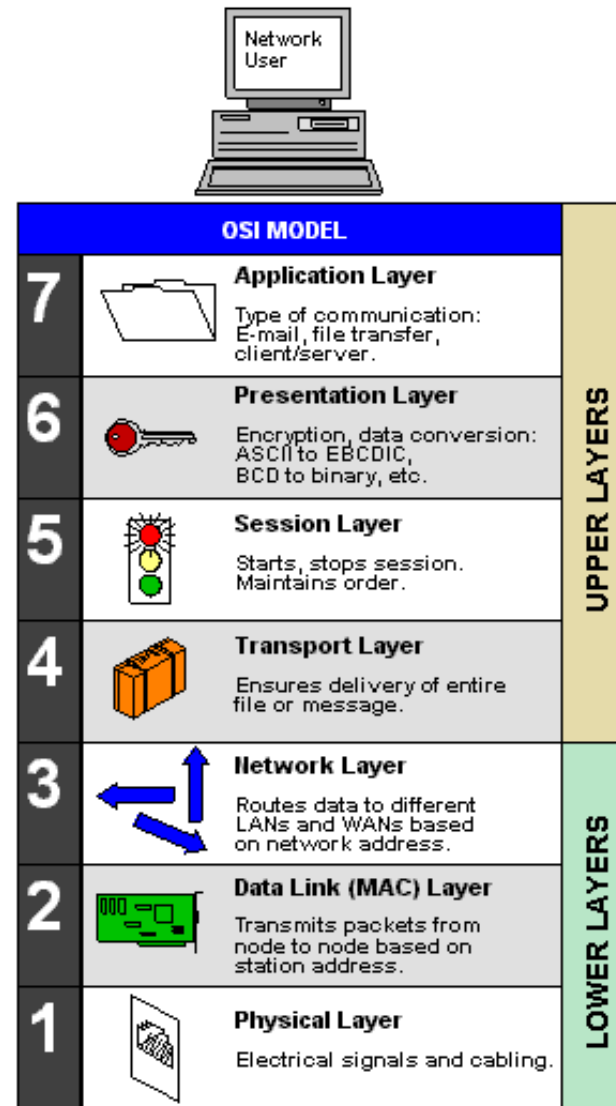 Network
User
OSI MODEL
7
Application Layer
Type of communication:
E-mail, file transfer,
client/server.
6
Presentation Layer
Encryption, data conversion:
ASCII to EBCDIC,
BCD to binary, etc.
5
Session Layer
Starts, stops session.
Maintains order.
4
Transport Layer
Ensures delivery of entire
file or message.
UPPER LAYERS
3
Network Layer
Routes data to different
LANs and WANs based
on network address.
2
Data Link (MAC) Layer
Transmits packets from
node to node based on
station address.
1
Physical Layer
Electrical signals and cabling.
LOWER LAYERS